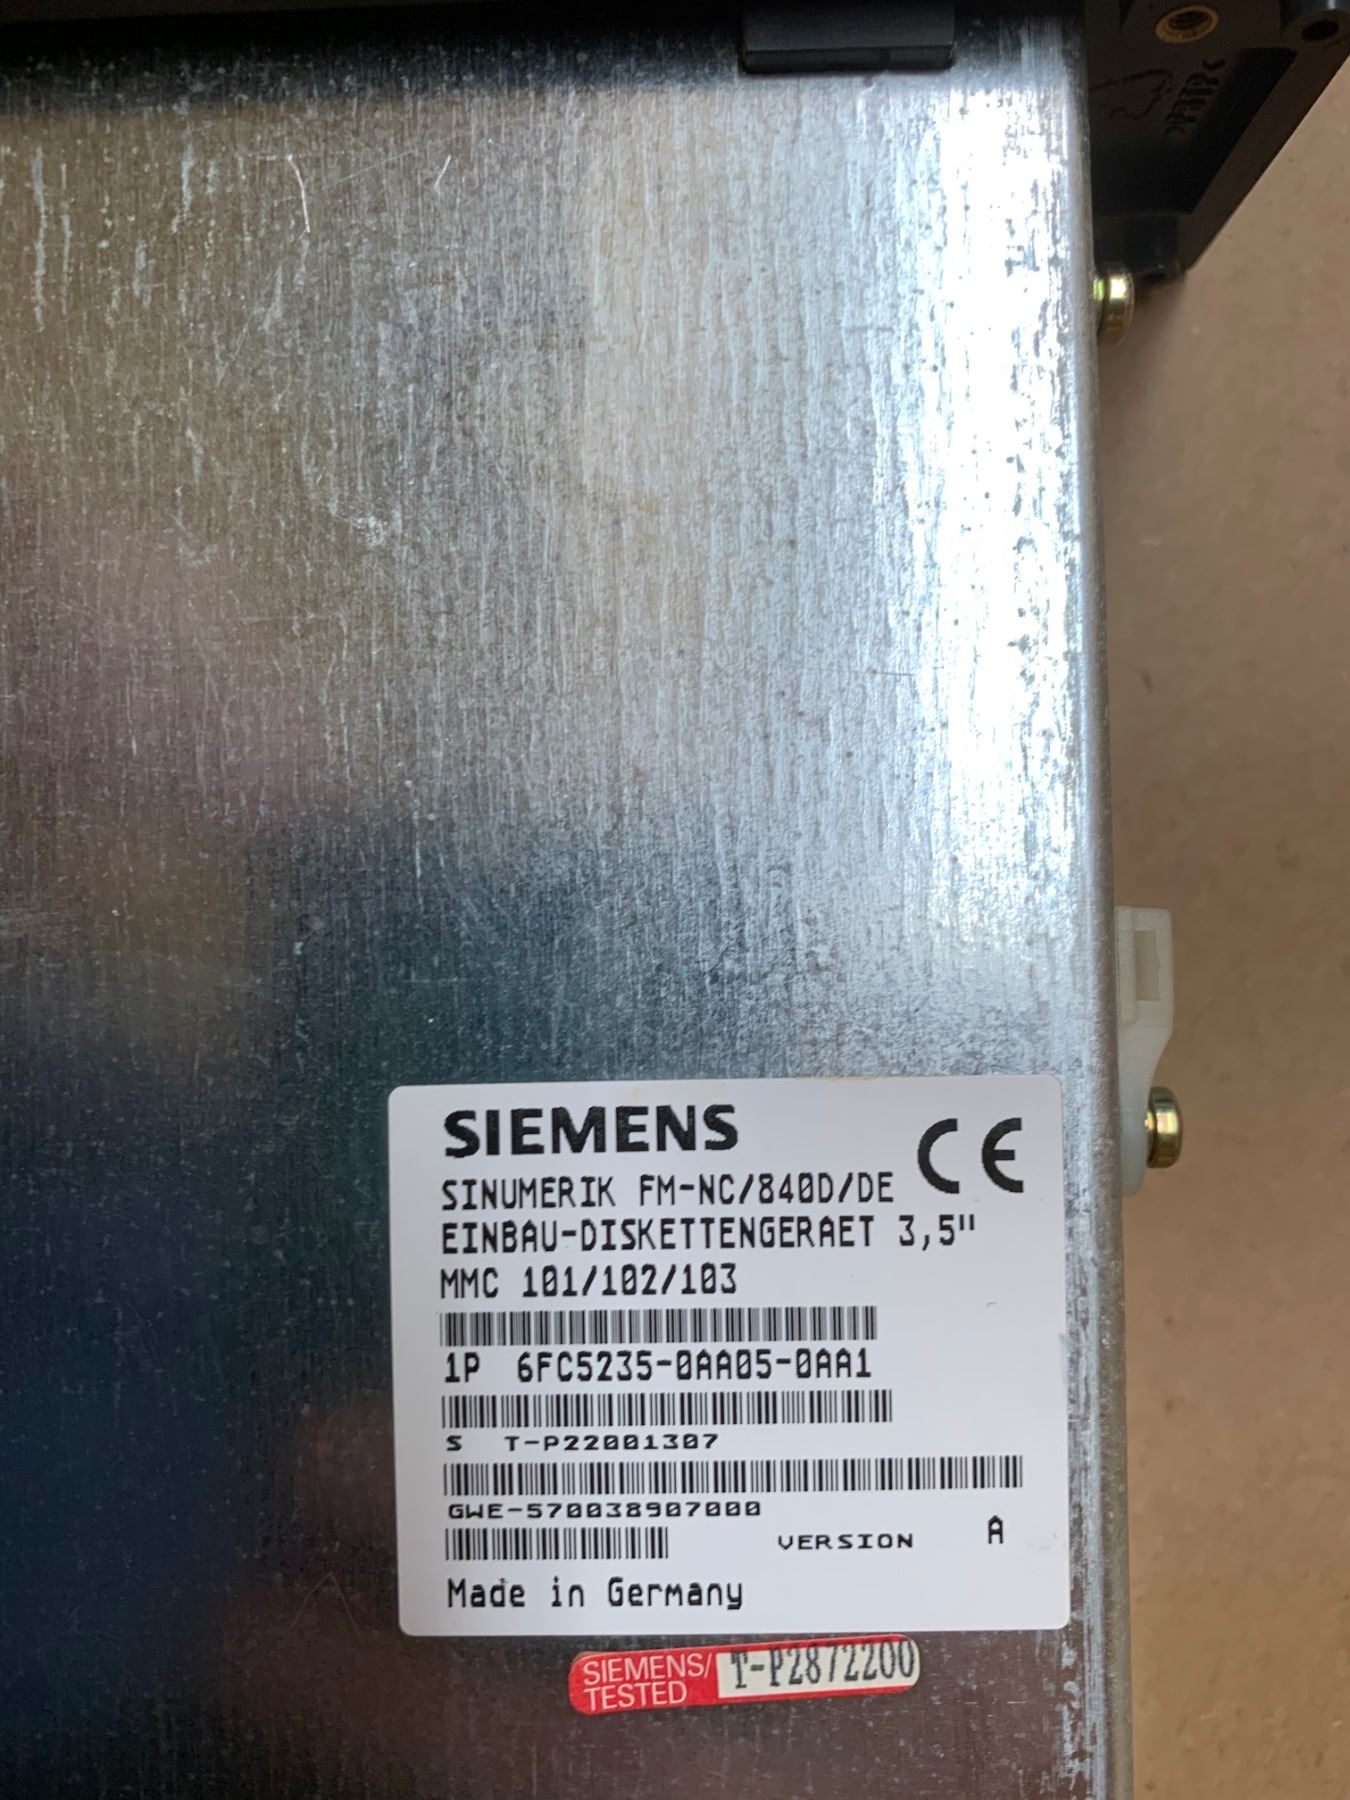 SIEMENS
CE
SINUMERIK FM-NC/840D/DE
EINBAU-DISKETTENGERAET 3,5"
MMC 101/102/103
1P 6FC5235-0AA05-0AA1
S T-P22001307
GWE-570038907000
VERSION A
Made in Germany
SIEMENS/
TESTED
T-P2872200